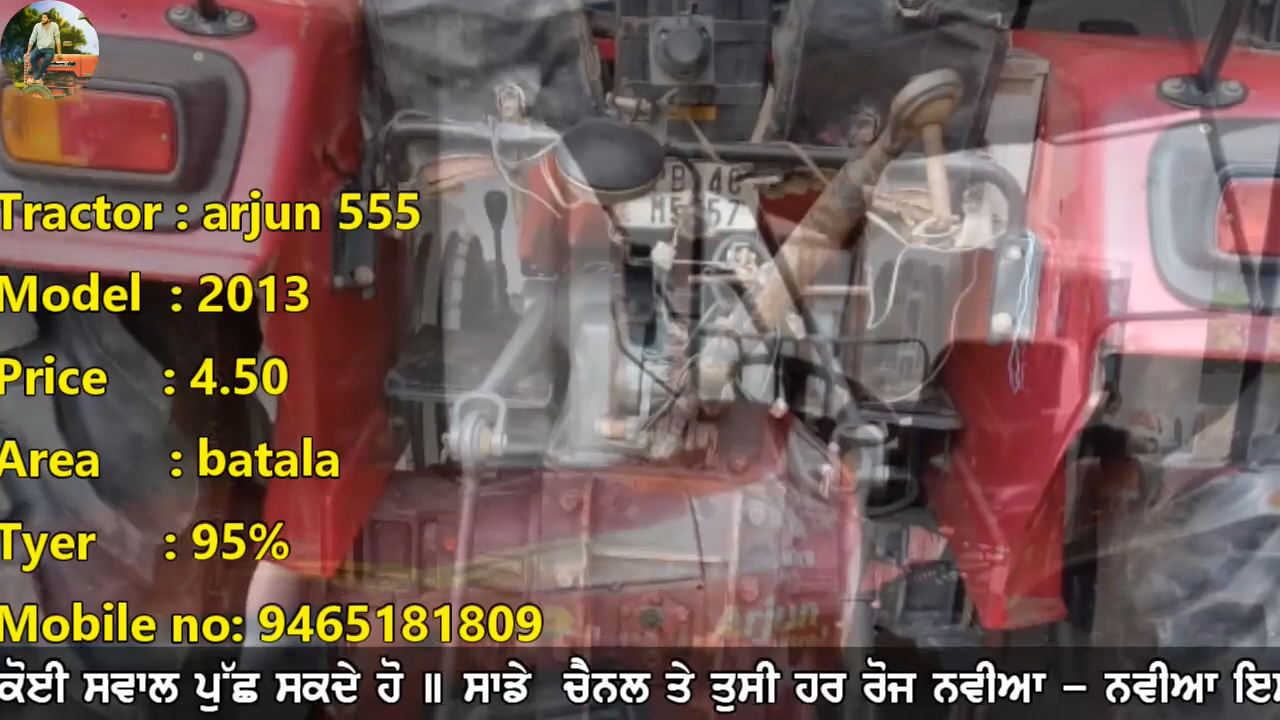 Tractor : arjun 555
Model : 2013
Price : 4.50
Area : batala
Tyer : 95%
Mobile no: 9465181809
Arjun
ਕੋਈ ਸਵਾਲ ਪੁੱਛ ਸਕਦੇ ਹੋ ॥ ਸਾਡੇ ਚੈਨਲ ਤੇ ਤੁਸੀ ਹਰ ਰੋਜ ਨਵੀਆ – ਨਵੀਆ